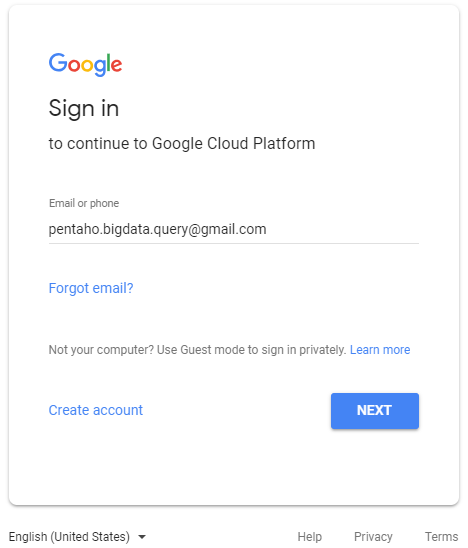 Google
Sign in
to continue to Google Cloud Platform
Email or phone
pentaho.bigdata.query@gmail.com
Forgot email?
Not your computer? Use Guest mode to sign in privately. Learn more
Create account
NEXT
English (United States)
Help
Privacy
Terms